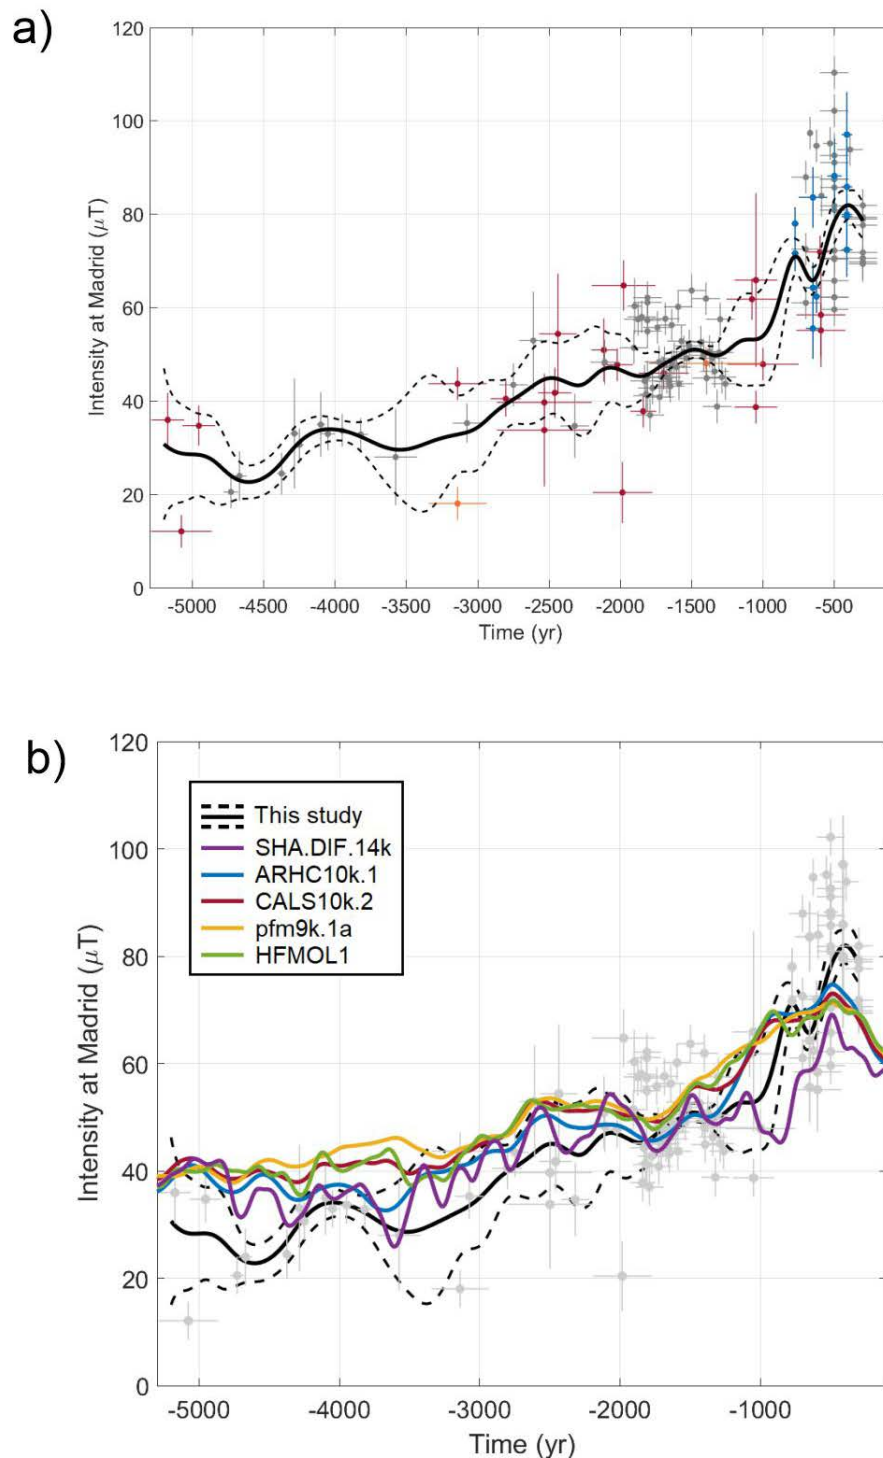 a)
120
100
80
60
40
20
0
Intensity at Madrid (μT)
-5000 -4500 -4000 -3500 -3000 -2500 -2000 -1500 -1000 -500
Time (yr)
b)
120
100
80
60
40
20
0
Intensity at Madrid (μT)
This study
SHA.DIF.14k
ARHC10k.1
CALS10k.2
pfm9k.1a
HFMOL1
-5000 -4000 -3000 -2000 -1000
Time (yr)